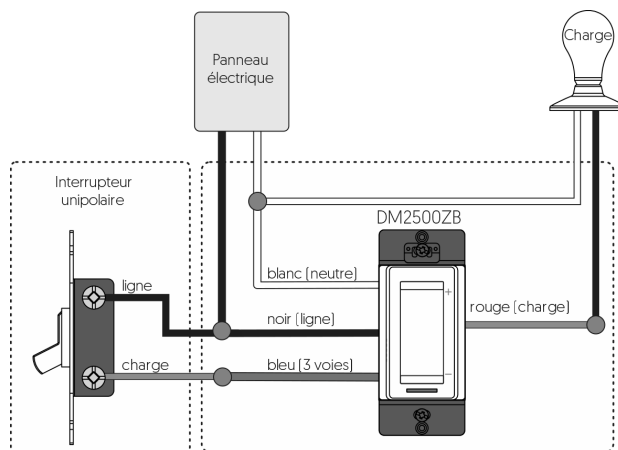 Panneau
électrique
Charge
Interrupteur
unipolaire
DM2500ZB
ligne
blanc (neutre)
+
rouge (charge)
noir (ligne)
charge
bleu (3 voies)
−